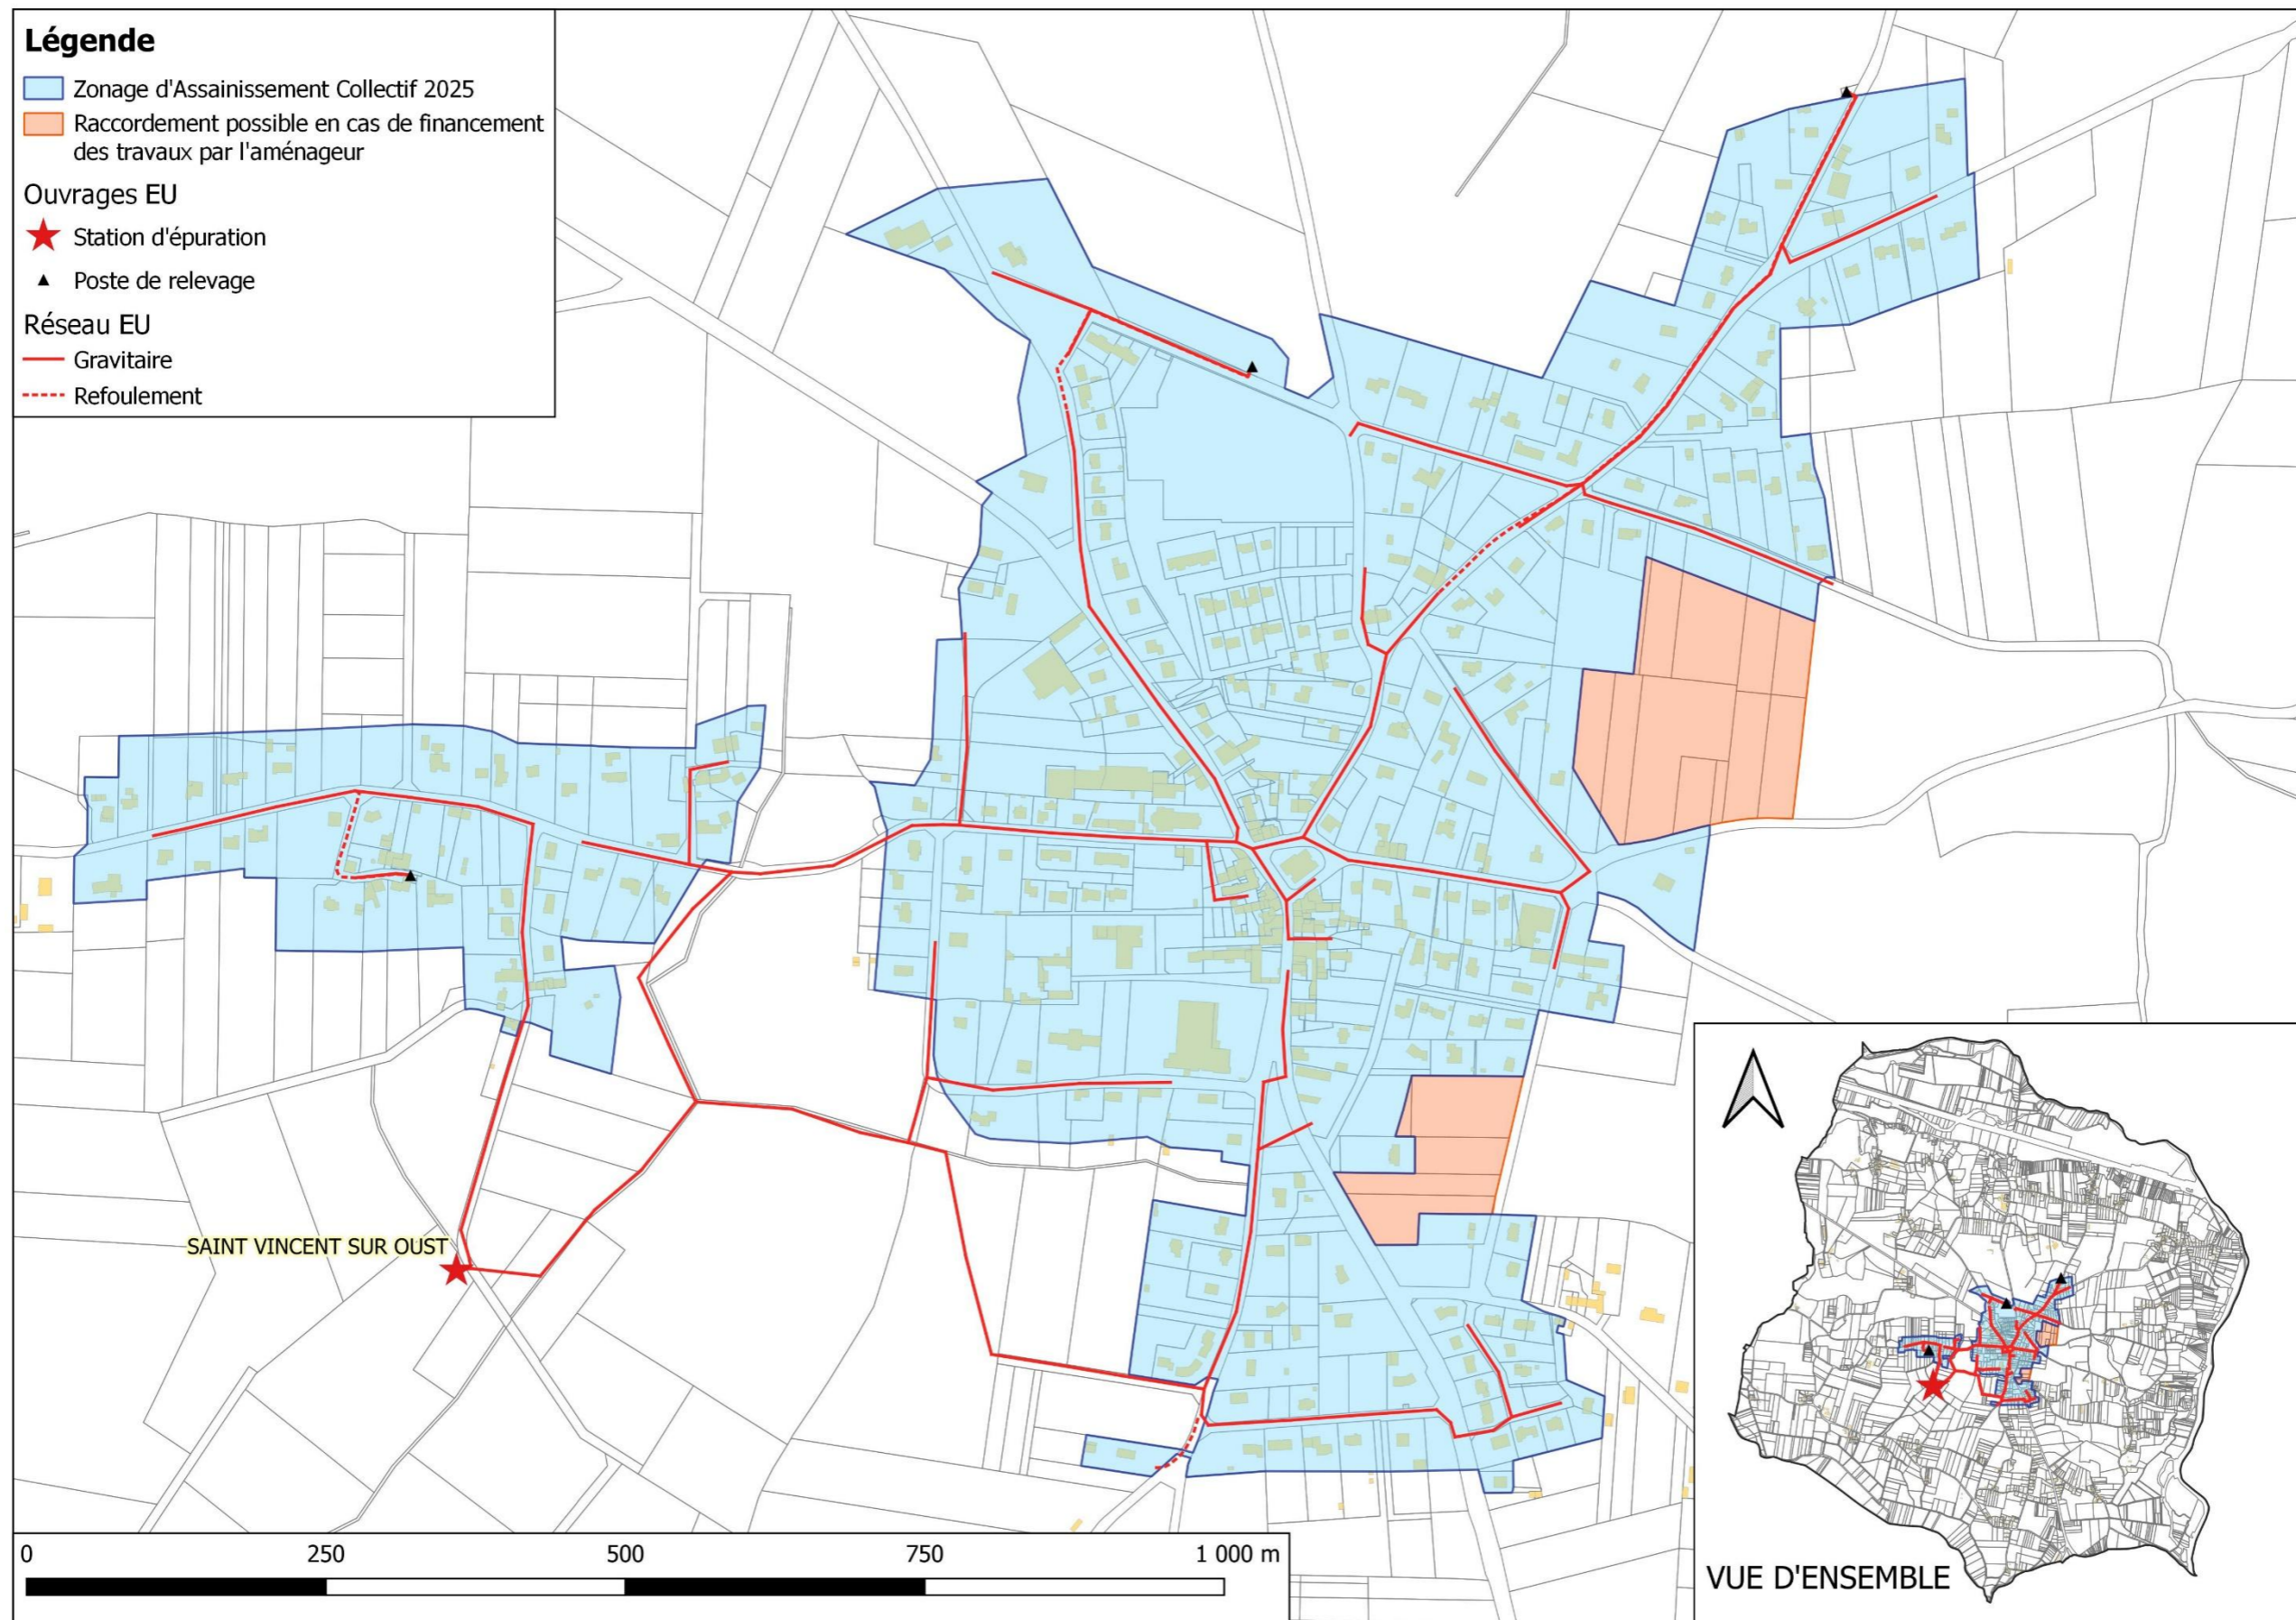 Légende
Zonage d'Assainissement Collectif 2025
Raccordement possible en cas de financement
des travaux par l'aménageur
Ouvrages EU
Station d'épuration
Poste de relevage
Réseau EU
Gravitaire
Refoulement
SAINT VINCENT SUR OUST
0 250 500 750 1 000 m
VUE D'ENSEMBLE